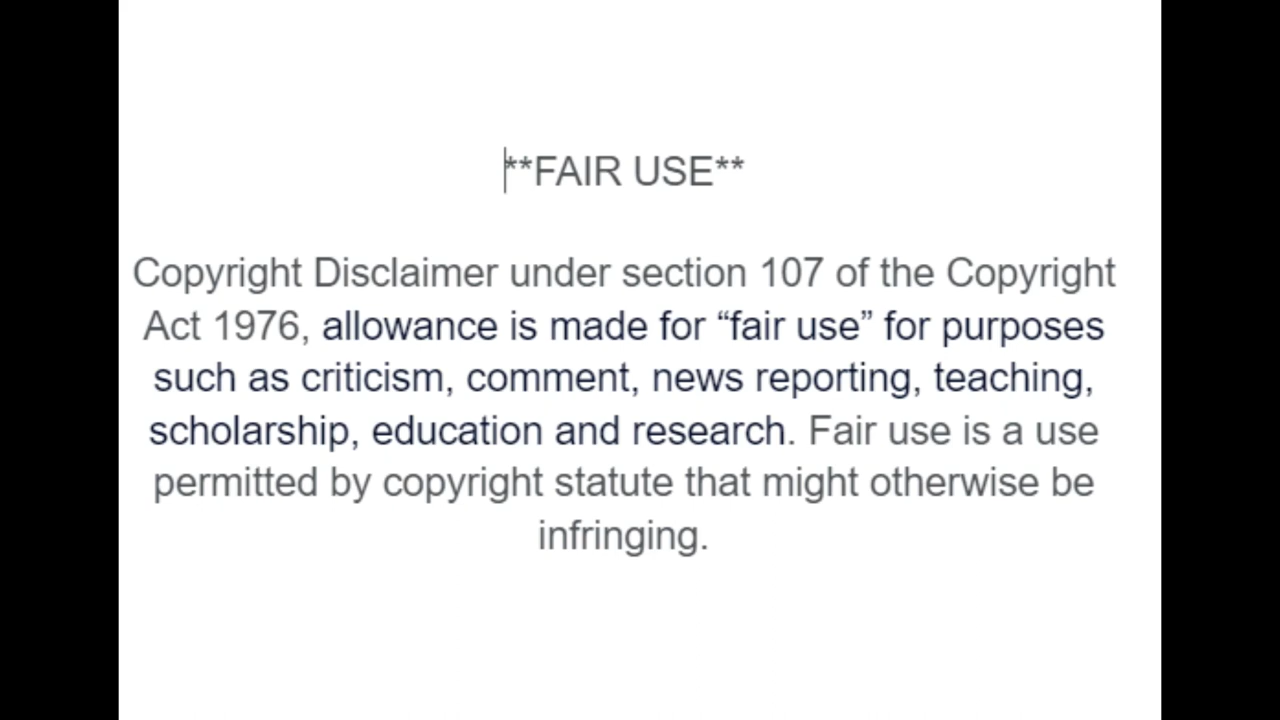 **FAIR USE**
Copyright Disclaimer under section 107 of the Copyright
Act 1976, allowance is made for “fair use” for purposes
such as criticism, comment, news reporting, teaching,
scholarship, education and research. Fair use is a use
permitted by copyright statute that might otherwise be
infringing.